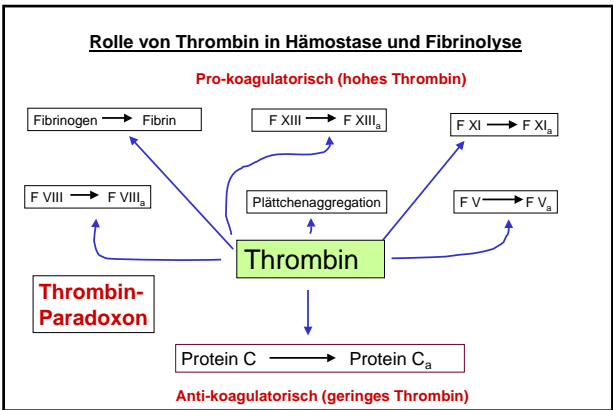 Rolle von Thrombin in Hämostase und Fibrinolyse
Pro-koagulatorisch (hohes Thrombin)
Fibrinogen → Fibrin
F XIII → F XIIIₐ
F XI → F XIₐ
F VIII → F VIIIₐ
Plättchenaggregation
F V → F Vₐ
Thrombin
Thrombin-
Paradoxon
Protein C → Protein Cₐ
Anti-koagulatorisch (geringes Thrombin)